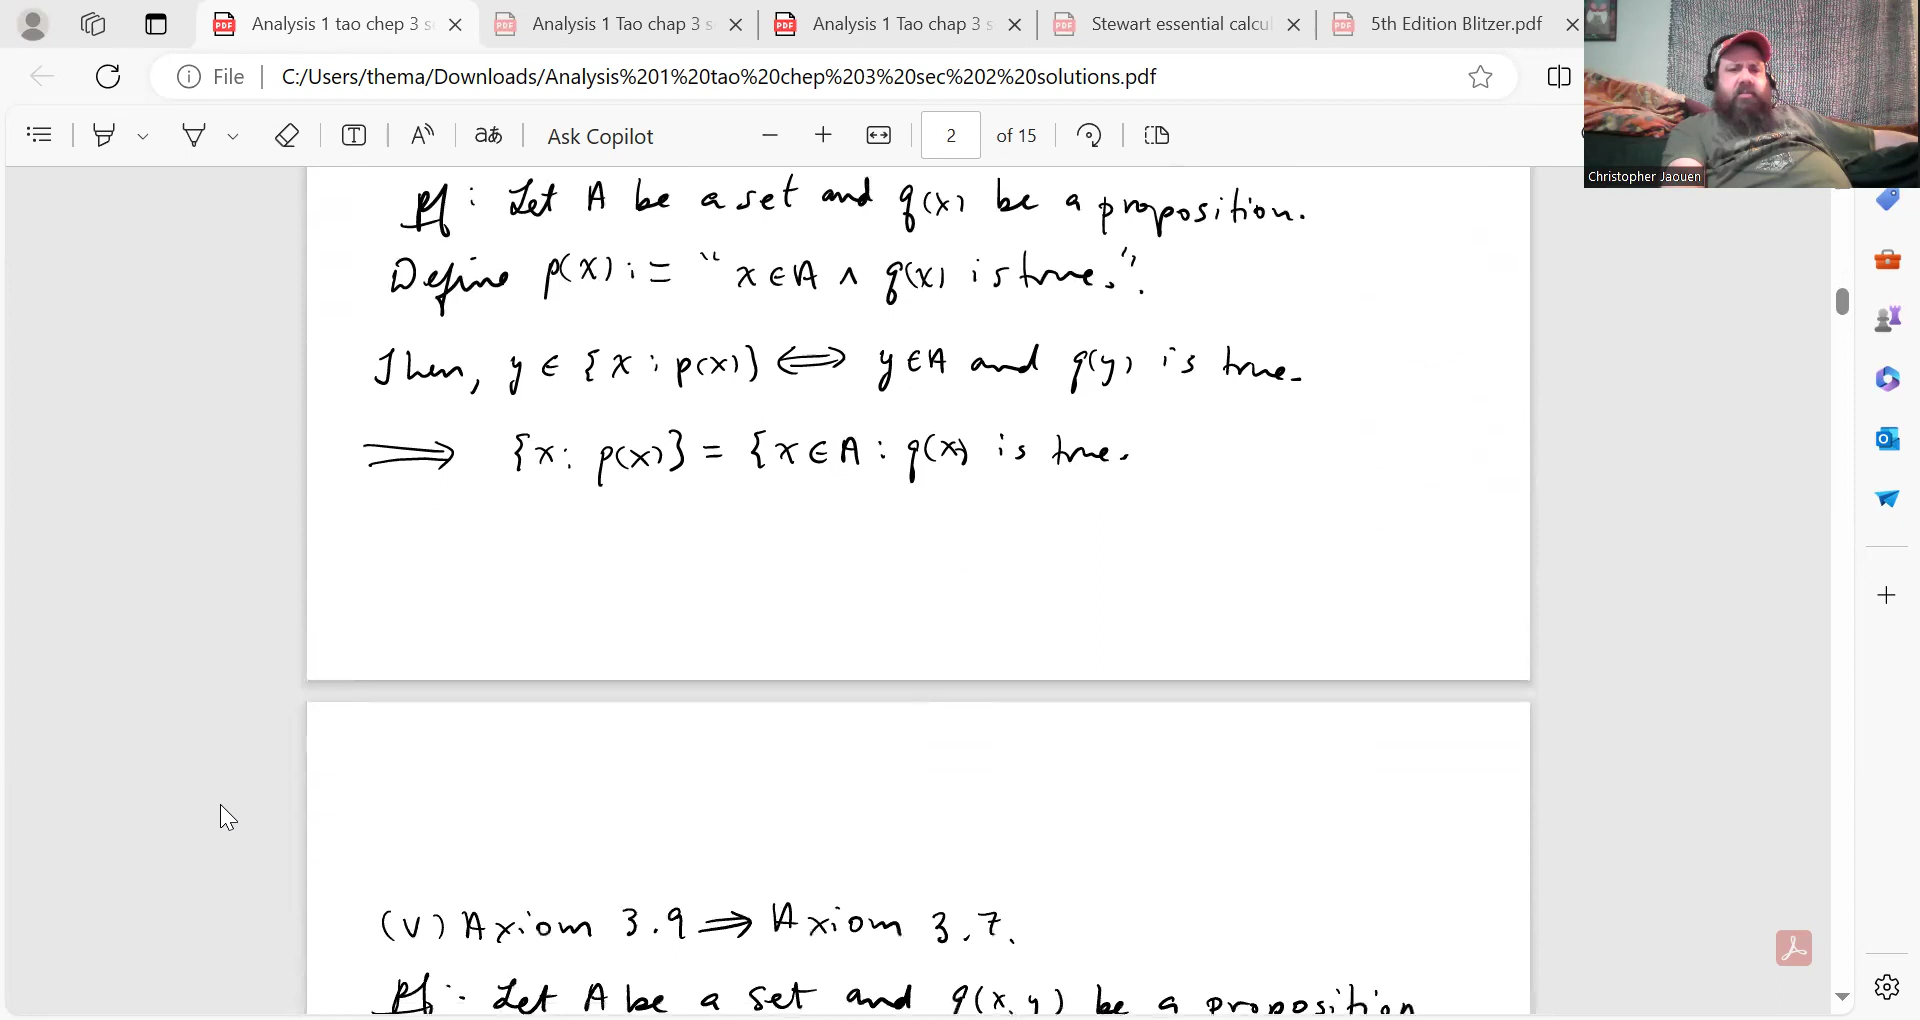 Analysis 1 tao chep 3 s
Analysis 1 Tao chap 3 s
Analysis 1 Tao chap 3 s
Stewart essential calcu
5th Edition Blitzer.pdf
File
C:/Users/thema/Downloads/Analysis%201%20tao%20chep%203%20sec%202%20solutions.pdf
Ask Copilot
2 of 15
Christopher Jaouen
Pf: Let A be a set and q(x) be a proposition.
Define p(x) := "x ∈ A ∧ q(x) is true.".
Then, y ∈ {x : p(x)} ⟺ y ∈ A and q(y) is true.
⟹ {x : p(x)} = {x ∈ A : q(x) is true.
(V) Axiom 3.9 ⟹ Axiom 3.7.
Pf: Let A be a set and q(x,y) be a proposition